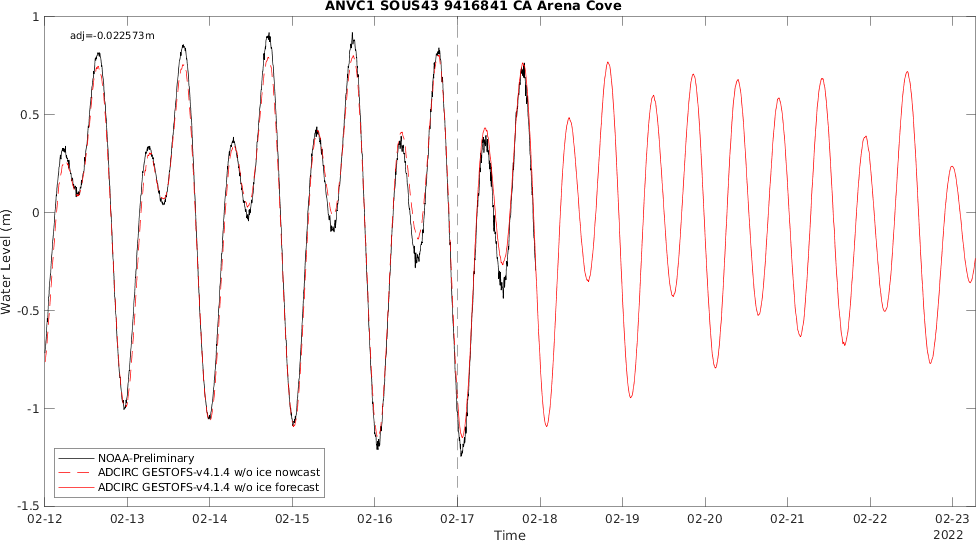 ANVC1 SOUS43 9416841 CA Arena Cove
adj=-0.022573m
1
0.5
0
-0.5
-1
-1.5
Water Level (m)
NOAA-Preliminary
ADCIRC GESTOFS-v4.1.4 w/o ice nowcast
ADCIRC GESTOFS-v4.1.4 w/o ice forecast
02-12 02-13 02-14 02-15 02-16 02-17 02-18 02-19 02-20 02-21 02-22 02-23
Time
2022